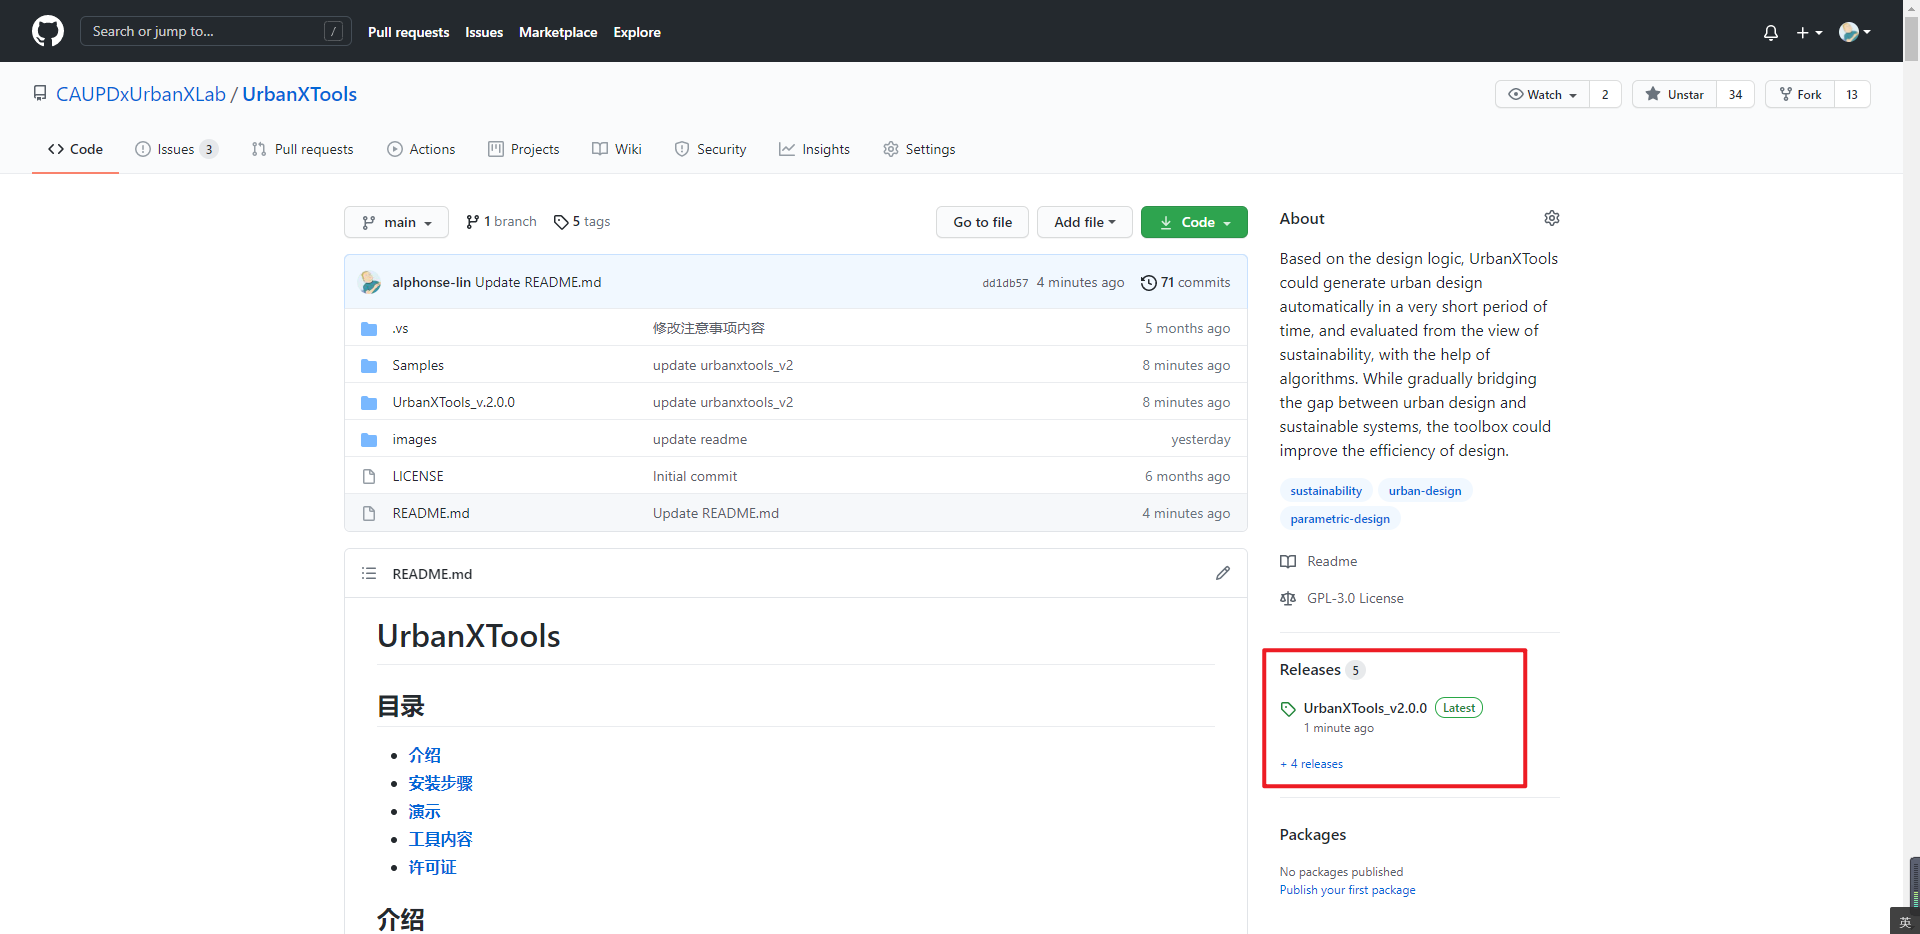 Search or jump to... /
Pull requests Issues Marketplace Explore
CAUPDxUrbanXLab / UrbanXTools
Watch 2 Unstar 34 Fork 13
Code Issues 3 Pull requests Actions Projects Wiki Security Insights Settings
main 1 branch 5 tags Go to file Add file Code
alphonse-lin Update README.md dd1db57 4 minutes ago 71 commits
.vs 修改注意事项内容 5 months ago
Samples update urbanxtools_v2 8 minutes ago
UrbanXTools_v.2.0.0 update urbanxtools_v2 8 minutes ago
images update readme yesterday
LICENSE Initial commit 6 months ago
README.md Update README.md 4 minutes ago
README.md
UrbanXTools
目录
介绍
安装步骤
演示
工具内容
许可证
介绍
About
Based on the design logic, UrbanXTools
could generate urban design
automatically in a very short period of
time, and evaluated from the view of
sustainability, with the help of
algorithms. While gradually bridging
the gap between urban design and
sustainable systems, the toolbox could
improve the efficiency of design.
sustainability urban-design
parametric-design
Readme
GPL-3.0 License
Releases 5
UrbanXTools_v2.0.0 Latest
1 minute ago
+ 4 releases
Packages
No packages published
Publish your first package
英